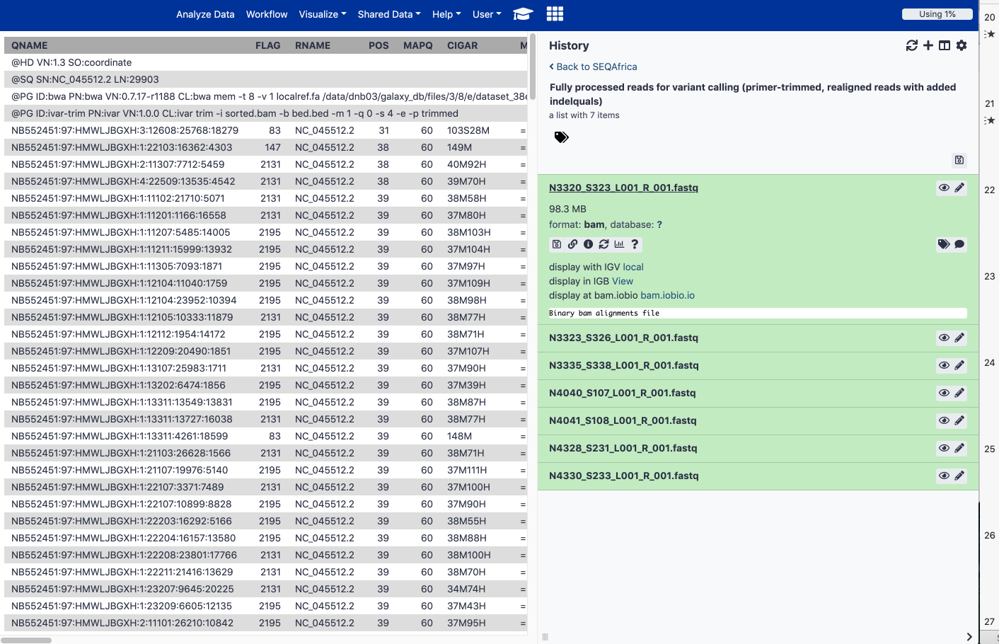 Analyze Data Workflow Visualize Shared Data Help User Using 1%
QNAME FLAG RNAME POS MAPQ CIGAR M
@HD VN:1.3 SO:coordinate
@SQ SN:NC_045512.2 LN:29903
@PG ID:bwa PN:bwa VN:0.7.17-r1188 CL:bwa mem -t 8 -v 1 localref.fa /data/dnb03/galaxy_db/files/3/8/e/dataset_38e
@PG ID:ivar-trim PN:ivar VN:1.0.0 CL:ivar trim -i sorted.bam -b bed.bed -m 1 -q 0 -s 4 -e -p trimmed
NB552451:97:HMWLJBGXH:3:12608:25768:18279 83 NC_045512.2 31 60 103S28M =
NB552451:97:HMWLJBGXH:1:22103:16362:4303 147 NC_045512.2 38 60 149M =
NB552451:97:HMWLJBGXH:2:11307:7712:5459 2131 NC_045512.2 38 60 40M92H =
NB552451:97:HMWLJBGXH:4:22509:13535:4542 2131 NC_045512.2 38 60 39M70H =
NB552451:97:HMWLJBGXH:1:11102:21710:5071 2131 NC_045512.2 39 60 38M58H =
NB552451:97:HMWLJBGXH:1:11201:1166:16558 2131 NC_045512.2 39 60 37M80H =
NB552451:97:HMWLJBGXH:1:11207:5485:14005 2195 NC_045512.2 39 60 38M103H =
NB552451:97:HMWLJBGXH:1:11211:15999:13932 2195 NC_045512.2 39 60 37M104H =
NB552451:97:HMWLJBGXH:1:11305:7093:1871 2195 NC_045512.2 39 60 37M97H =
NB552451:97:HMWLJBGXH:1:12104:11040:1759 2195 NC_045512.2 39 60 37M109H =
NB552451:97:HMWLJBGXH:1:12104:23952:10394 2195 NC_045512.2 39 60 38M98H =
NB552451:97:HMWLJBGXH:1:12105:10333:11879 2131 NC_045512.2 39 60 38M77H =
NB552451:97:HMWLJBGXH:1:12112:1954:14172 2195 NC_045512.2 39 60 38M71H =
NB552451:97:HMWLJBGXH:1:12209:20490:1851 2195 NC_045512.2 39 60 37M107H =
NB552451:97:HMWLJBGXH:1:13107:25983:1711 2131 NC_045512.2 39 60 37M90H =
NB552451:97:HMWLJBGXH:1:13202:6474:1856 2195 NC_045512.2 39 60 37M39H =
NB552451:97:HMWLJBGXH:1:13311:13549:13831 2195 NC_045512.2 39 60 38M87H =
NB552451:97:HMWLJBGXH:1:13311:13727:16038 2131 NC_045512.2 39 60 38M77H =
NB552451:97:HMWLJBGXH:1:13311:4261:18599 83 NC_045512.2 39 60 148M =
NB552451:97:HMWLJBGXH:1:21103:26628:1566 2131 NC_045512.2 39 60 38M71H =
NB552451:97:HMWLJBGXH:1:21107:19976:5140 2195 NC_045512.2 39 60 37M111H =
NB552451:97:HMWLJBGXH:1:22107:3371:7489 2131 NC_045512.2 39 60 37M100H =
NB552451:97:HMWLJBGXH:1:22107:10899:8828 2195 NC_045512.2 39 60 37M90H =
NB552451:97:HMWLJBGXH:1:22203:16292:5166 2195 NC_045512.2 39 60 38M55H =
NB552451:97:HMWLJBGXH:1:22204:16157:13580 2195 NC_045512.2 39 60 38M88H =
NB552451:97:HMWLJBGXH:1:22208:23801:17766 2131 NC_045512.2 39 60 38M100H =
NB552451:97:HMWLJBGXH:1:22211:21416:13629 2131 NC_045512.2 39 60 38M70H =
NB552451:97:HMWLJBGXH:1:23207:9645:20225 2131 NC_045512.2 39 60 34M74H =
NB552451:97:HMWLJBGXH:1:23209:6605:12135 2195 NC_045512.2 39 60 37M43H =
NB552451:97:HMWLJBGXH:2:11101:26210:10842 2195 NC_045512.2 39 60 37M95H =
History
Back to SEQAfrica
Fully processed reads for variant calling (primer-trimmed, realigned reads with added
indelquals)
a list with 7 items
N3320_S323_L001_R_001.fastq
98.3 MB
format: bam, database: ?
display with IGV local
display in IGB View
display at bam.iobio bam.iobio.io
Binary bam alignments file
N3323_S326_L001_R_001.fastq
N3335_S338_L001_R_001.fastq
N4040_S107_L001_R_001.fastq
N4041_S108_L001_R_001.fastq
N4328_S231_L001_R_001.fastq
N4330_S233_L001_R_001.fastq
20
21
22
23
24
25
26
27